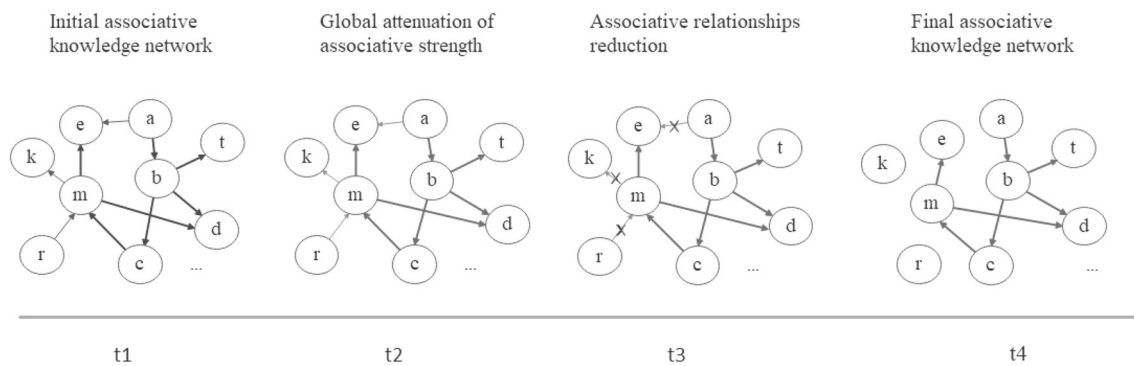 Initial associative
knowledge network
Global attenuation of
associative strength
Associative relationships
reduction
Final associative
knowledge network
e
a
k
t
b
m
d
r
c
...
e
a
k
t
b
m
d
r
c
...
e
a
k
t
b
m
d
r
c
...
a
e
t
k
b
m
d
r
c
...
t1
t2
t3
t4